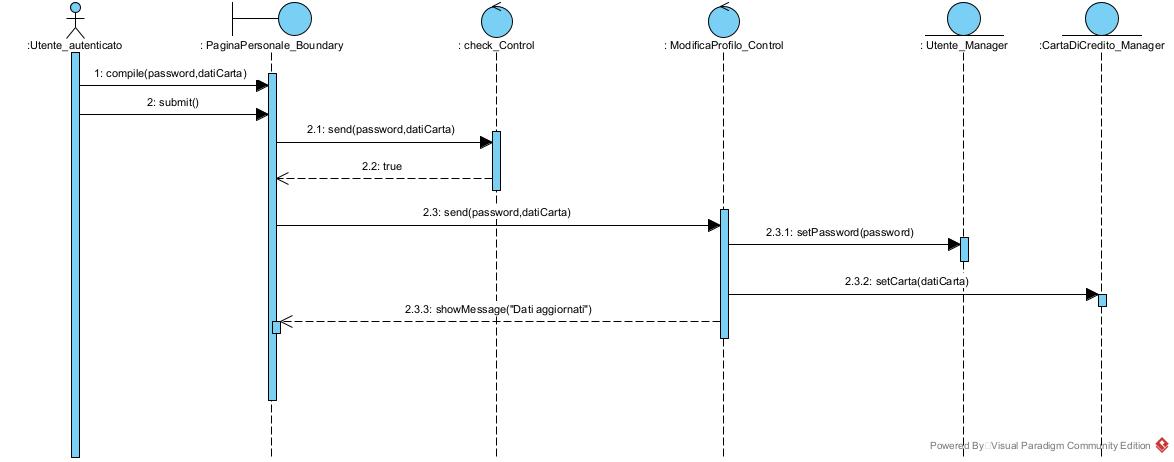 :Utente_autenticato
: PaginaPersonale_Boundary
: check_Control
: ModificaProfilo_Control
: Utente_Manager
:CartaDiCredito_Manager
1: compile(password,datiCarta)
2: submit()
2.1: send(password,datiCarta)
2.2: true
2.3: send(password,datiCarta)
2.3.1: setPassword(password)
2.3.2: setCarta(datiCarta)
2.3.3: showMessage("Dati aggiornati")
Powered By Visual Paradigm Community Edition